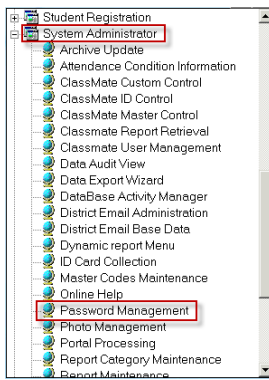 Student Registration
System Administrator
Archive Update
Attendance Condition Information
ClassMate Custom Control
ClassMate ID Control
ClassMate Master Control
Classmate Report Retrieval
Classmate User Management
Data Audit View
Data Export Wizard
DataBase Activity Manager
District Email Administration
District Email Base Data
Dynamic report Menu
ID Card Collection
Master Codes Maintenance
Online Help
Password Management
Photo Management
Portal Processing
Report Category Maintenance
Report Maintenance